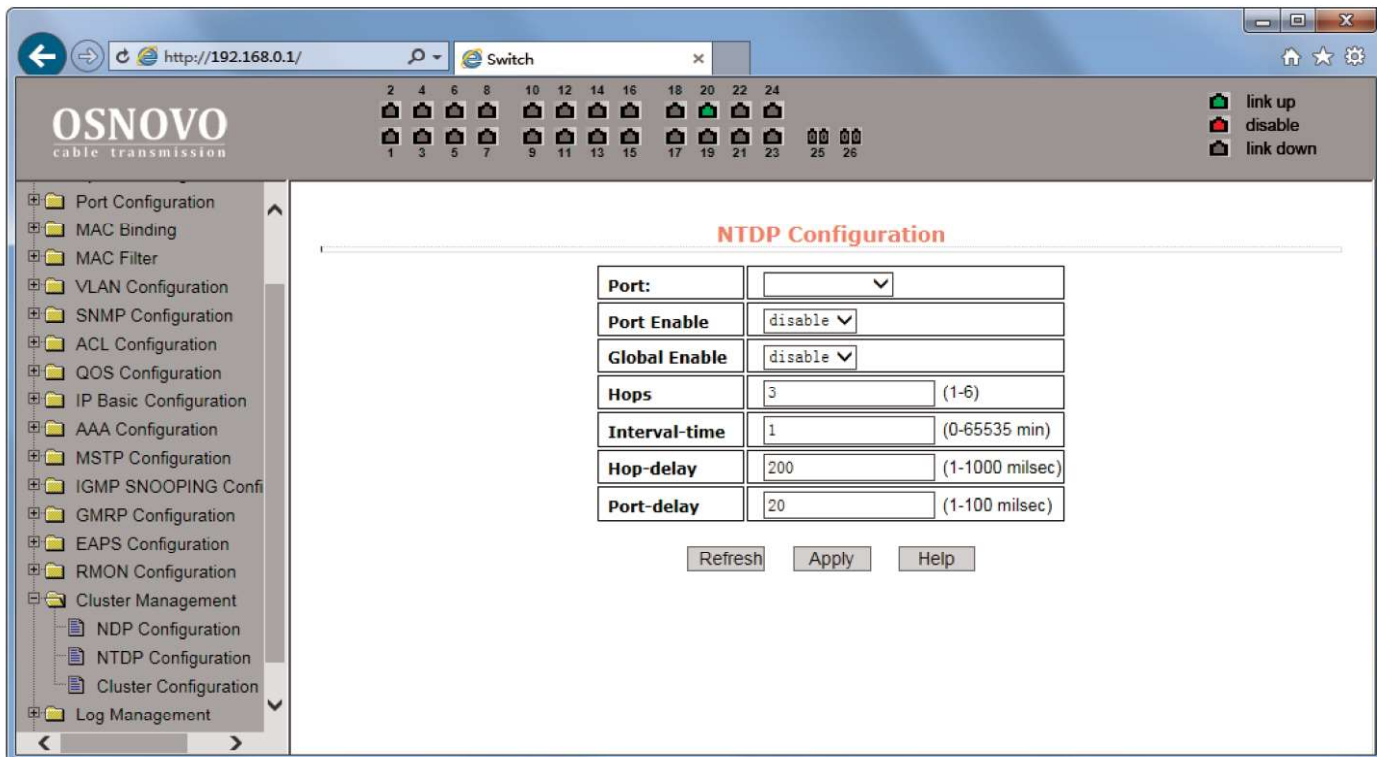 http://192.168.0.1/
Switch
OSNOVO
cable transmission
2 4 6 8 10 12 14 16 18 20 22 24
1 3 5 7 9 11 13 15 17 19 21 23 25 26
link up
disable
link down
Port Configuration
MAC Binding
MAC Filter
VLAN Configuration
SNMP Configuration
ACL Configuration
QOS Configuration
IP Basic Configuration
AAA Configuration
MSTP Configuration
IGMP SNOOPING Confi
GMRP Configuration
EAPS Configuration
RMON Configuration
Cluster Management
NDP Configuration
NTDP Configuration
Cluster Configuration
Log Management
NTDP Configuration
Port:
Port Enable disable
Global Enable disable
Hops 3 (1-6)
Interval-time 1 (0-65535 min)
Hop-delay 200 (1-1000 milsec)
Port-delay 20 (1-100 milsec)
Refresh Apply Help